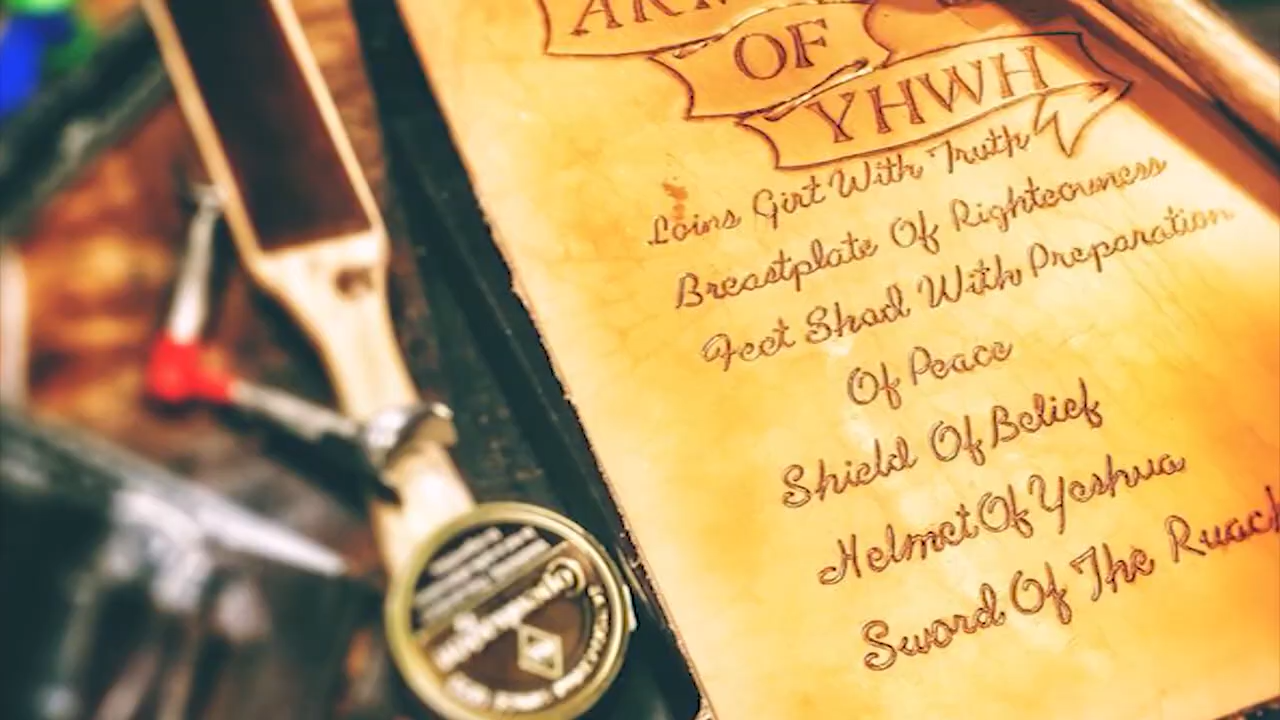 OF
YHWH
Loins Girt With Truth
Breastplate Of Righteousness
Feet Shod With Preparation
Of Peace
Shield Of Belief
Helmet Of Yeshua
Sword Of The Ruach